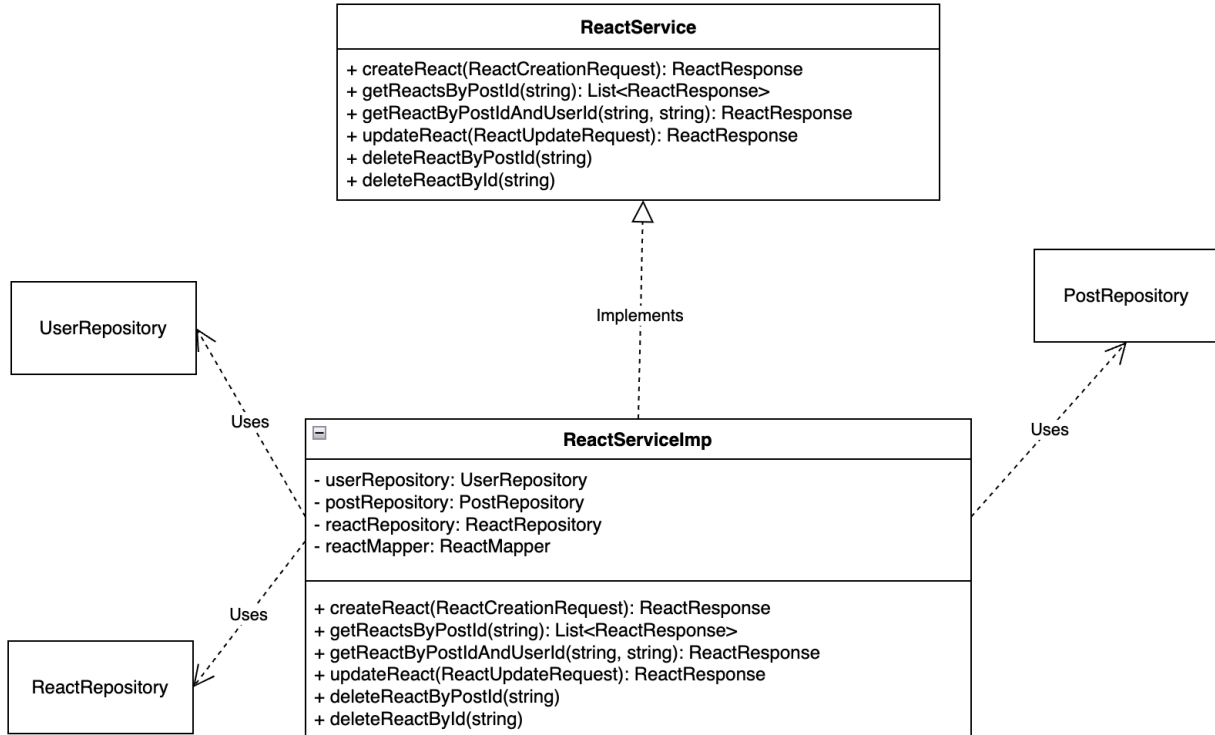 ReactService
+ createReact(ReactCreationRequest): ReactResponse
+ getReactsByPostId(string): List<ReactResponse>
+ getReactByPostIdAndUserId(string, string): ReactResponse
+ updateReact(ReactUpdateRequest): ReactResponse
+ deleteReactByPostId(string)
+ deleteReactById(string)
UserRepository
Implements
PostRepository
Uses
Uses
ReactServiceImp
- userRepository: UserRepository
- postRepository: PostRepository
- reactRepository: ReactRepository
- reactMapper: ReactMapper
Uses
ReactRepository
+ createReact(ReactCreationRequest): ReactResponse
+ getReactsByPostId(string): List<ReactResponse>
+ getReactByPostIdAndUserId(string, string): ReactResponse
+ updateReact(ReactUpdateRequest): ReactResponse
+ deleteReactByPostId(string)
+ deleteReactById(string)